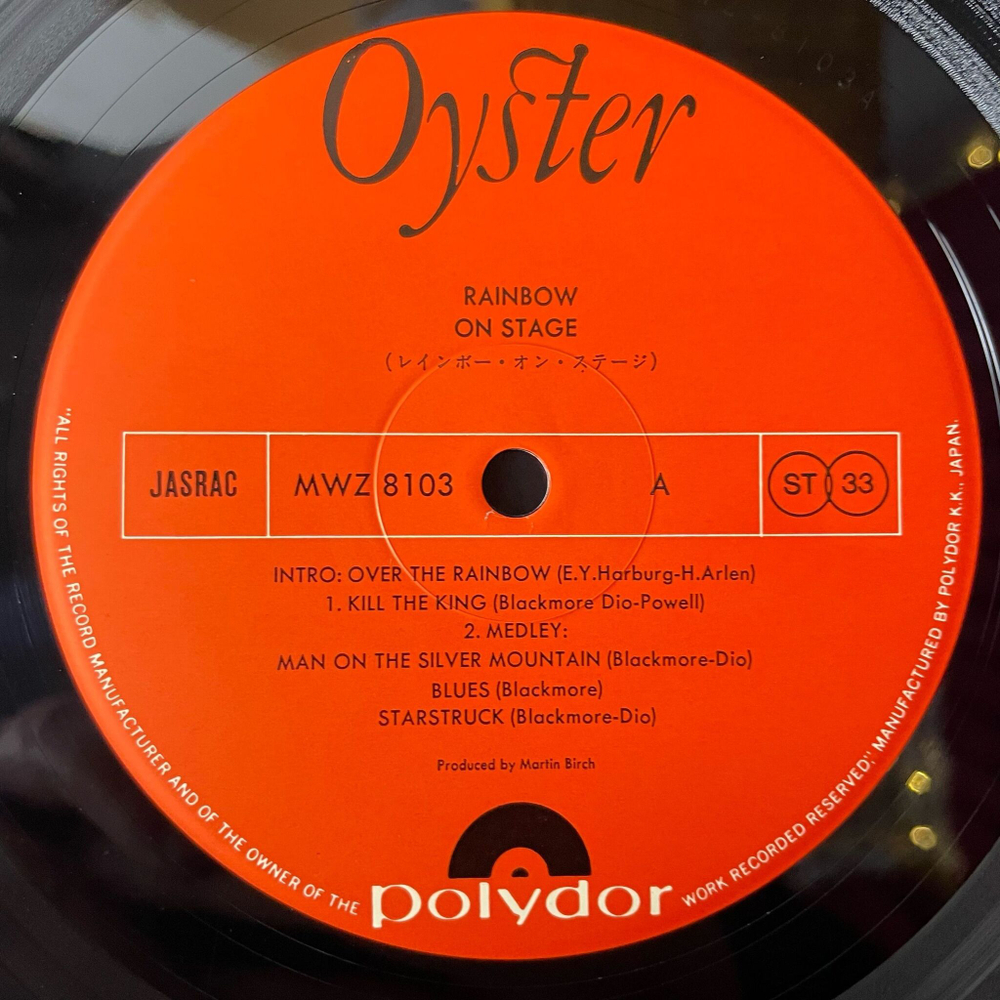 Oyster
RAINBOW
ON STAGE
(レインボー・オン・ステージ)
JASRAC
MWZ 8103
A
ST 33
INTRO: OVER THE RAINBOW (E.Y.Harburg-H.Arlen)
1. KILL THE KING (Blackmore Dio-Powell)
2. MEDLEY:
MAN ON THE SILVER MOUNTAIN (Blackmore-Dio)
BLUES (Blackmore)
STARSTRUCK (Blackmore-Dio)
Produced by Martin Birch
polydor
"ALL RIGHTS OF THE RECORD MANUFACTURER AND OF THE OWNER OF THE WORK RECORDED RESERVED." MANUFACTURED BY POLYDOR K.K., JAPAN.